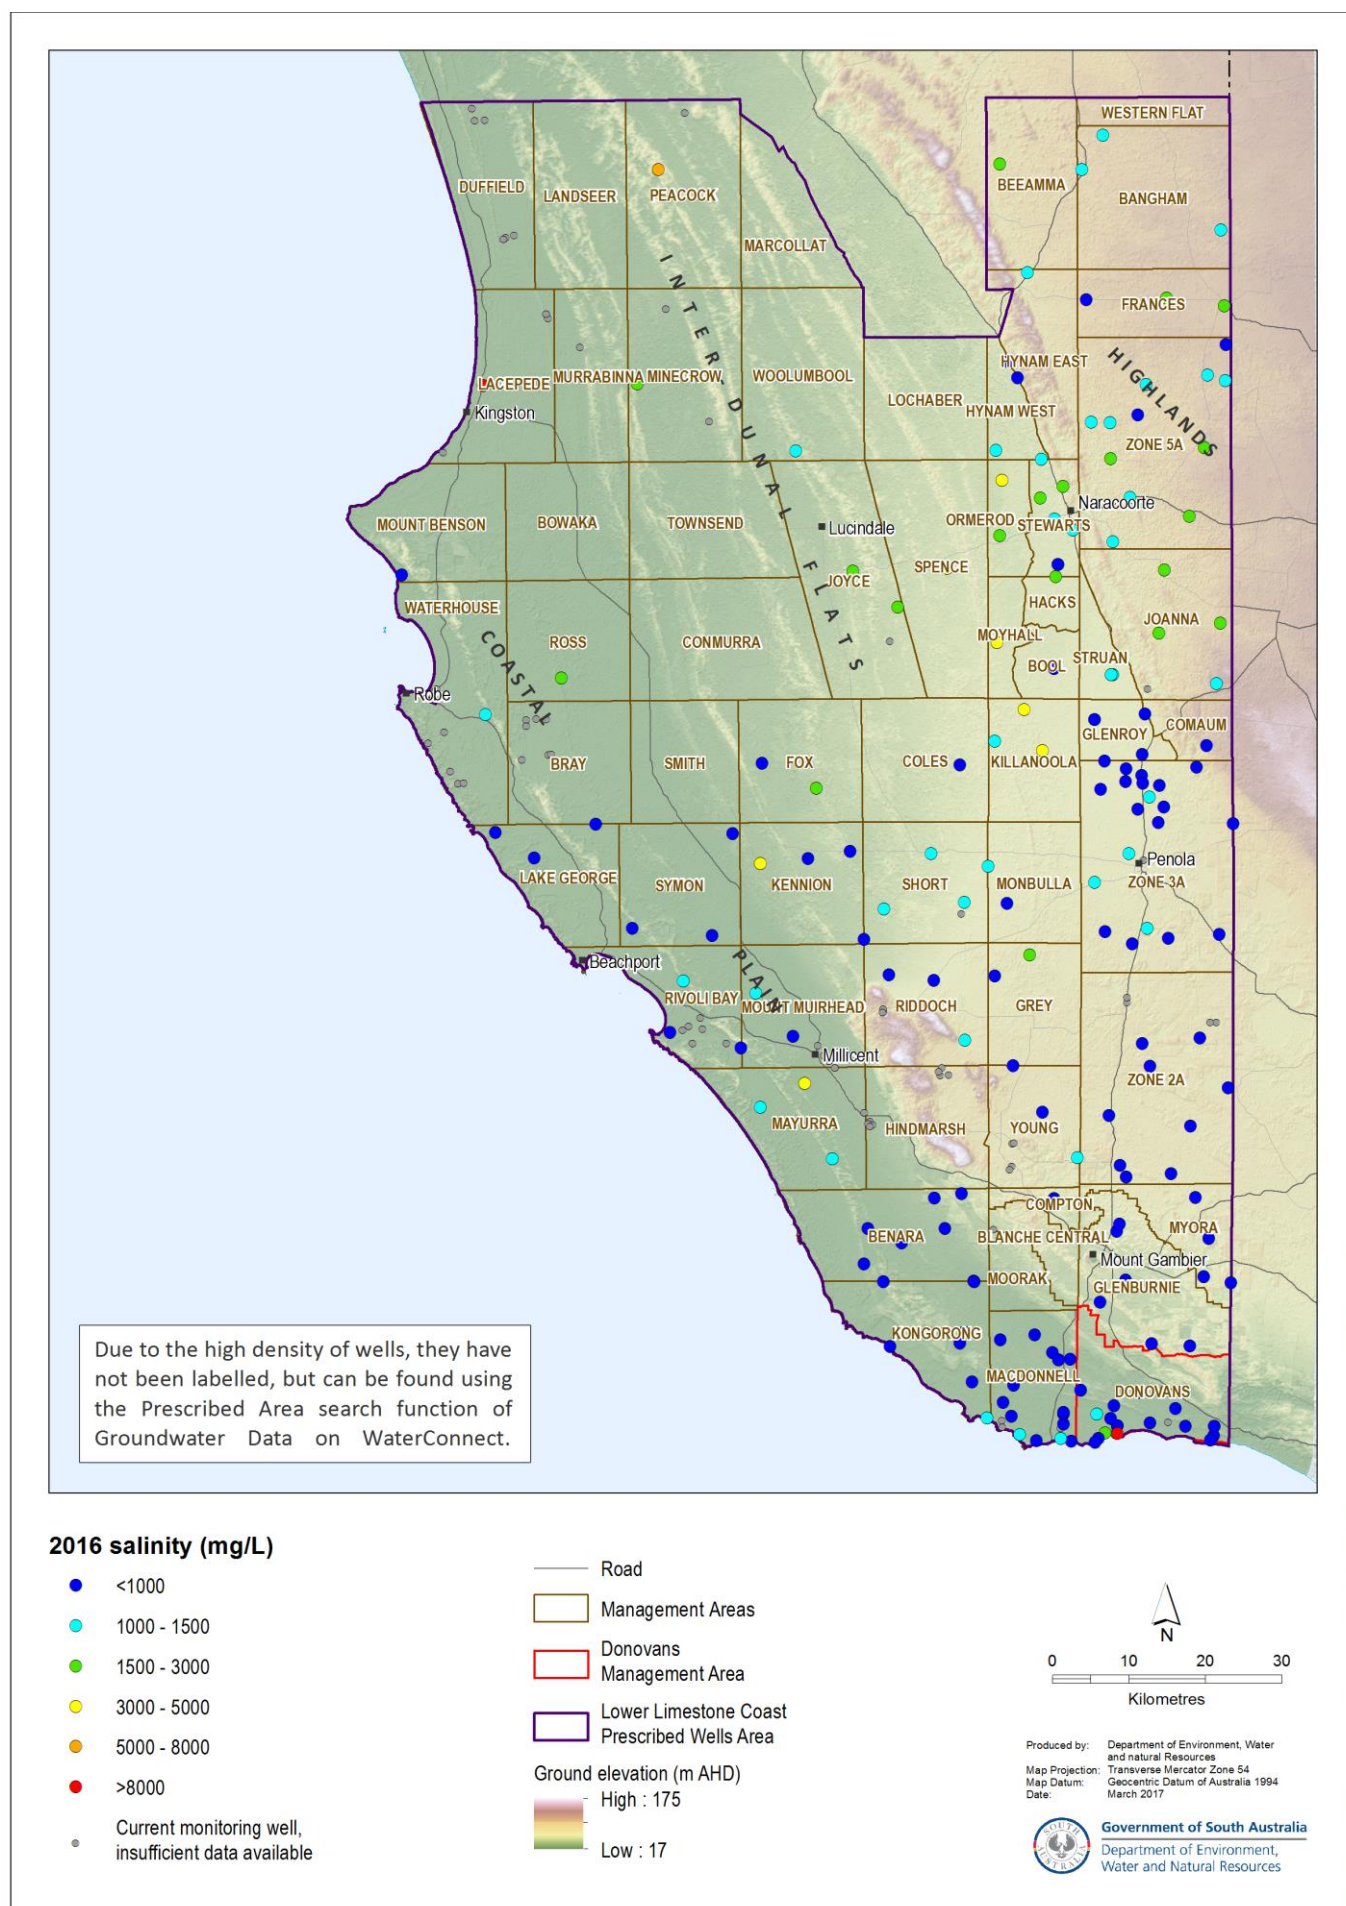 WESTERN FLAT
DUFFIELD
LANDSEER
PEACOCK
BEEAMMA
BANGHAM
MARCOLLAT
INTER-DUNAL FLATS
FRANCES
HIGHLANDS
LACEPEDE
MURRABINNA
MINECROW
WOOLUMBOOL
LOCHABER
HYNAM EAST
HYNAM WEST
Kingston
ZONE 5A
Naracoorte
MOUNT BENSON
BOWAKA
TOWNSEND
Lucindale
ORMEROD
STEWARTS
JOYCE
SPENCE
WATERHOUSE
HACKS
JOANNA
COASTAL PLAIN
ROSS
CONMURRA
MOYHALL
BOOL
STRUAN
Robe
COMAUM
GLENROY
BRAY
SMITH
FOX
COLES
KILLANOOLA
Penola
LAKE GEORGE
SYMON
KENNION
SHORT
MONBULLA
ZONE 3A
Beachport
RIVOLI BAY
MOUNT MUIRHEAD
RIDDOCH
GREY
Millicent
ZONE 2A
MAYURRA
HINDMARSH
YOUNG
COMPTON
BENARA
BLANCHE CENTRAL
MYORA
Mount Gambier
MOORAK
GLENBURNIE
KONGORONG
MACDONNELL
DONOVANS
Due to the high density of wells, they have
not been labelled, but can be found using
the Prescribed Area search function of
Groundwater Data on WaterConnect.
2016 salinity (mg/L)
<1000
1000 - 1500
1500 - 3000
3000 - 5000
5000 - 8000
>8000
Current monitoring well,
insufficient data available
Road
Management Areas
Donovans
Management Area
Lower Limestone Coast
Prescribed Wells Area
Ground elevation (m AHD)
High : 175
Low : 17
N
0 10 20 30
Kilometres
Produced by: Department of Environment, Water
and natural Resources
Map Projection: Transverse Mercator Zone 54
Map Datum: Geocentric Datum of Australia 1994
Date: March 2017
SOUTH AUSTRALIA
Government of South Australia
Department of Environment,
Water and Natural Resources